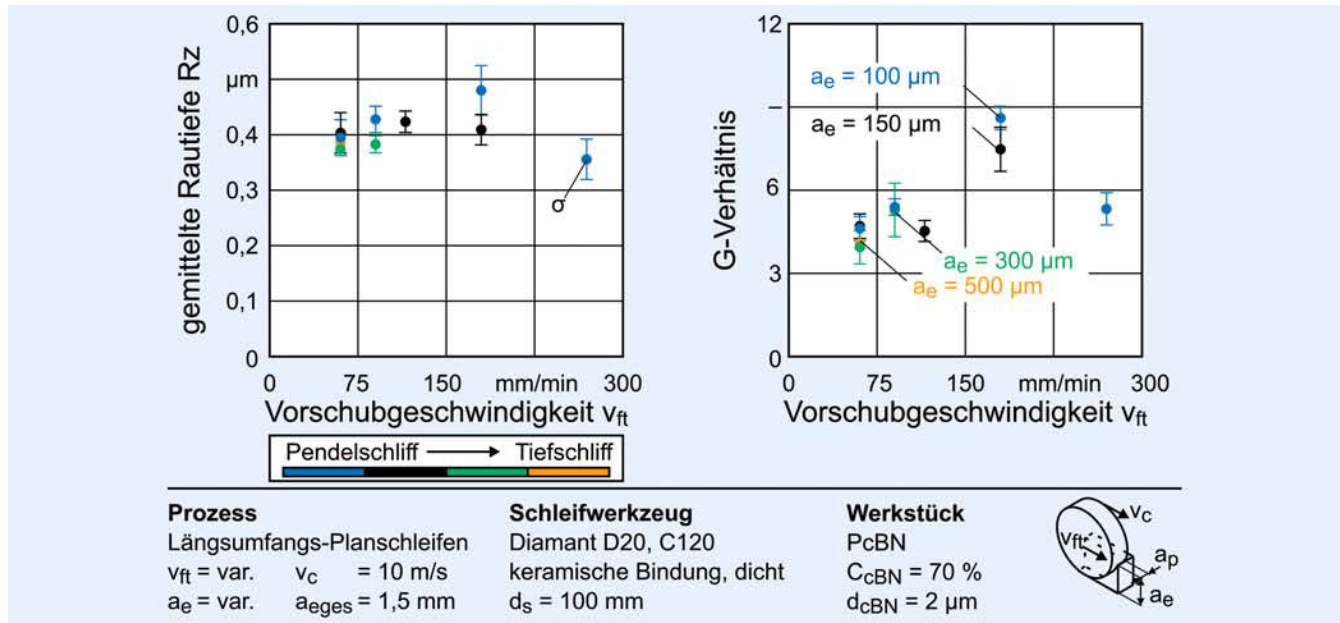 gemittelte Rautiefe Rz
0,6
µm
0,4
0,3
0,2
0,1
0
0 75 150 mm/min 300
Vorschubgeschwindigkeit vft
σ
Pendelschliff → Tiefschliff
G-Verhältnis
12
–
6
3
0
0 75 150 mm/min 300
Vorschubgeschwindigkeit vft
ae = 100 µm
ae = 150 µm
ae = 300 µm
ae = 500 µm
Prozess
Längsumfangs-Planschleifen
vft = var. vc = 10 m/s
ae = var. aeges = 1,5 mm
Schleifwerkzeug
Diamant D20, C120
keramische Bindung, dicht
ds = 100 mm
Werkstück
PcBN
CcBN = 70 %
dcBN = 2 µm
vc
vft
ap
ae